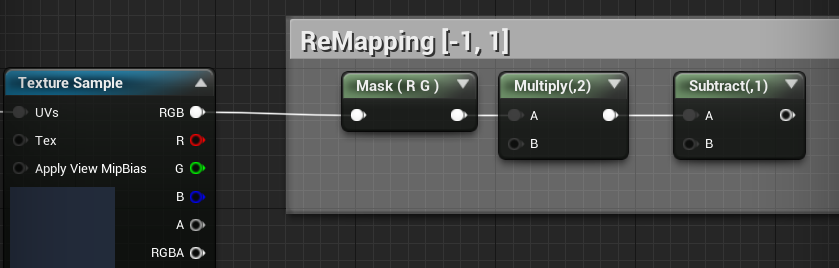 ReMapping [-1, 1]
Texture Sample
UVs
RGB
Tex
R
Apply View MipBias
G
B
A
RGBA
Mask ( R G )
Multiply(,2)
A
B
Subtract(,1)
A
B